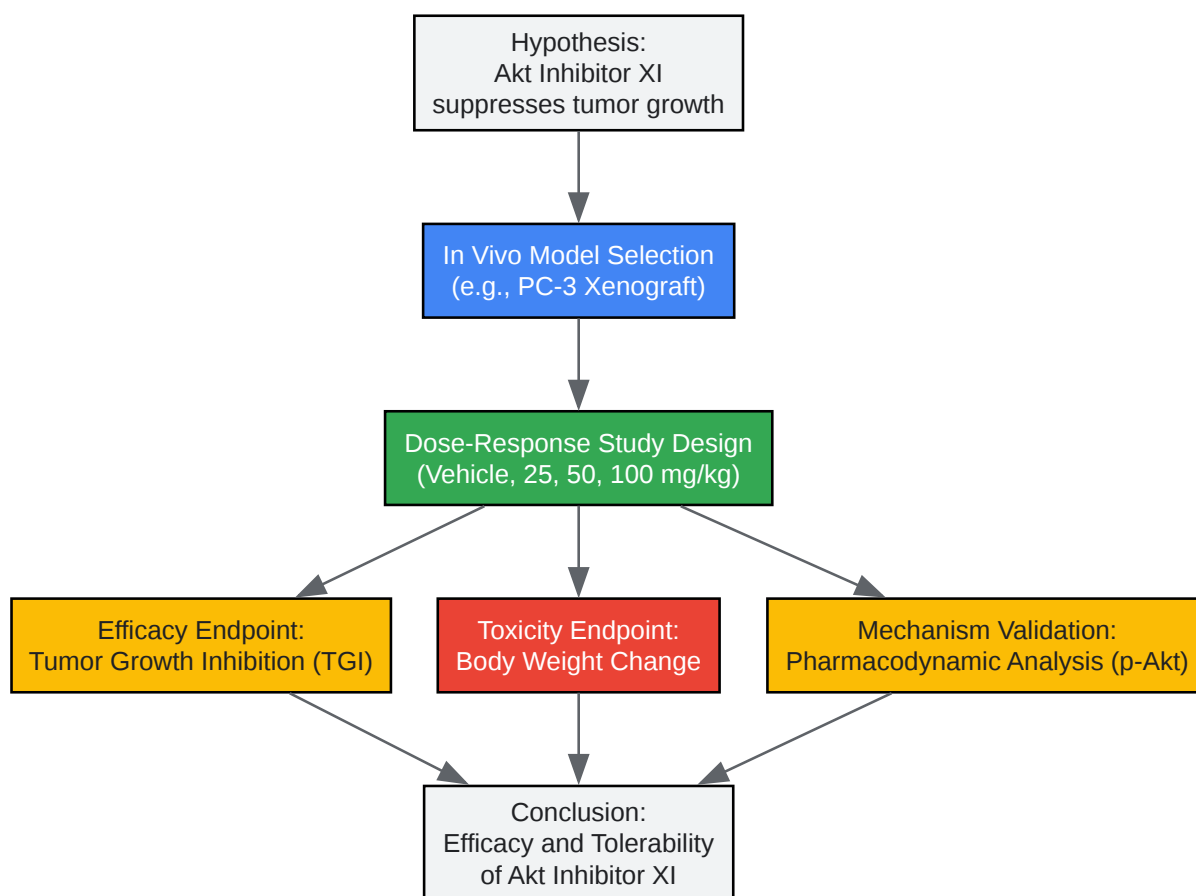 Hypothesis:
Akt Inhibitor XI
suppresses tumor growth
In Vivo Model Selection
(e.g., PC-3 Xenograft)
Dose-Response Study Design
(Vehicle, 25, 50, 100 mg/kg)
Efficacy Endpoint:
Tumor Growth Inhibition (TGI)
Toxicity Endpoint:
Body Weight Change
Mechanism Validation:
Pharmacodynamic Analysis (p-Akt)
Conclusion:
Efficacy and Tolerability
of Akt Inhibitor XI